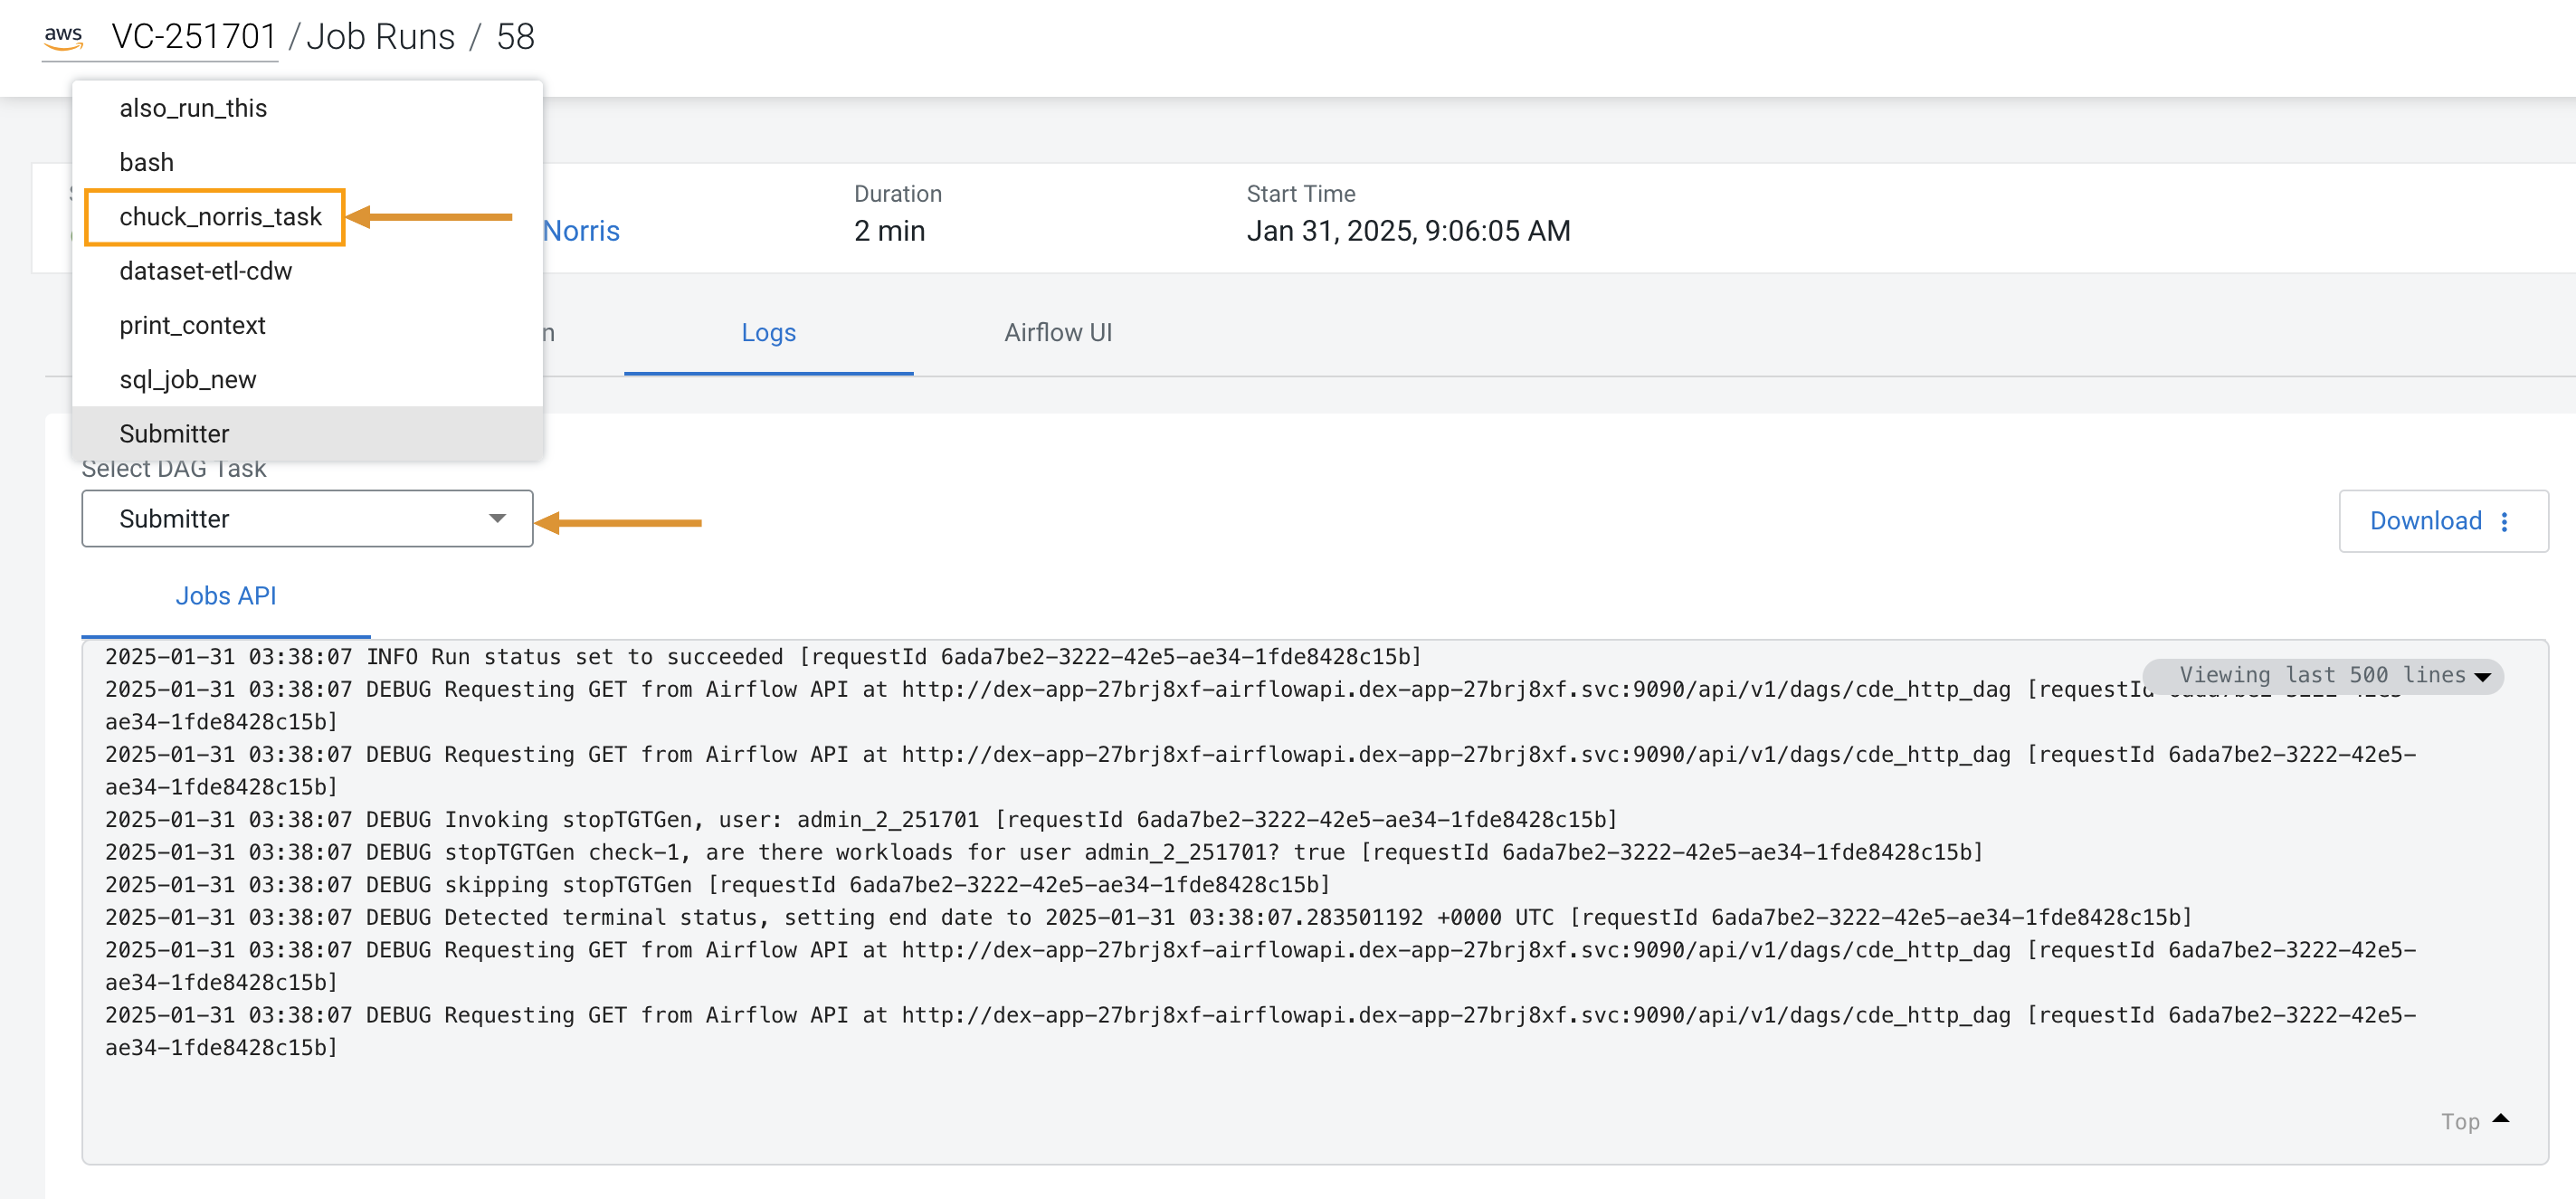 aws VC-251701 / Job Runs / 58
also_run_this
bash
chuck_norris_task
dataset-etl-cdw
print_context
sql_job_new
Submitter
Norris
Duration
2 min
Start Time
Jan 31, 2025, 9:06:05 AM
Logs
Airflow UI
Select DAG Task
Submitter
Download
Jobs API
Viewing last 500 lines
2025-01-31 03:38:07 INFO Run status set to succeeded [requestId 6ada7be2-3222-42e5-ae34-1fde8428c15b]
2025-01-31 03:38:07 DEBUG Requesting GET from Airflow API at http://dex-app-27brj8xf-airflowapi.dex-app-27brj8xf.svc:9090/api/v1/dags/cde_http_dag [requestId 6ada7be2-3222-42e5-
ae34-1fde8428c15b]
2025-01-31 03:38:07 DEBUG Requesting GET from Airflow API at http://dex-app-27brj8xf-airflowapi.dex-app-27brj8xf.svc:9090/api/v1/dags/cde_http_dag [requestId 6ada7be2-3222-42e5-
ae34-1fde8428c15b]
2025-01-31 03:38:07 DEBUG Invoking stopTGTGen, user: admin_2_251701 [requestId 6ada7be2-3222-42e5-ae34-1fde8428c15b]
2025-01-31 03:38:07 DEBUG stopTGTGen check-1, are there workloads for user admin_2_251701? true [requestId 6ada7be2-3222-42e5-ae34-1fde8428c15b]
2025-01-31 03:38:07 DEBUG skipping stopTGTGen [requestId 6ada7be2-3222-42e5-ae34-1fde8428c15b]
2025-01-31 03:38:07 DEBUG Detected terminal status, setting end date to 2025-01-31 03:38:07.283501192 +0000 UTC [requestId 6ada7be2-3222-42e5-ae34-1fde8428c15b]
2025-01-31 03:38:07 DEBUG Requesting GET from Airflow API at http://dex-app-27brj8xf-airflowapi.dex-app-27brj8xf.svc:9090/api/v1/dags/cde_http_dag [requestId 6ada7be2-3222-42e5-
ae34-1fde8428c15b]
2025-01-31 03:38:07 DEBUG Requesting GET from Airflow API at http://dex-app-27brj8xf-airflowapi.dex-app-27brj8xf.svc:9090/api/v1/dags/cde_http_dag [requestId 6ada7be2-3222-42e5-
ae34-1fde8428c15b]
Top